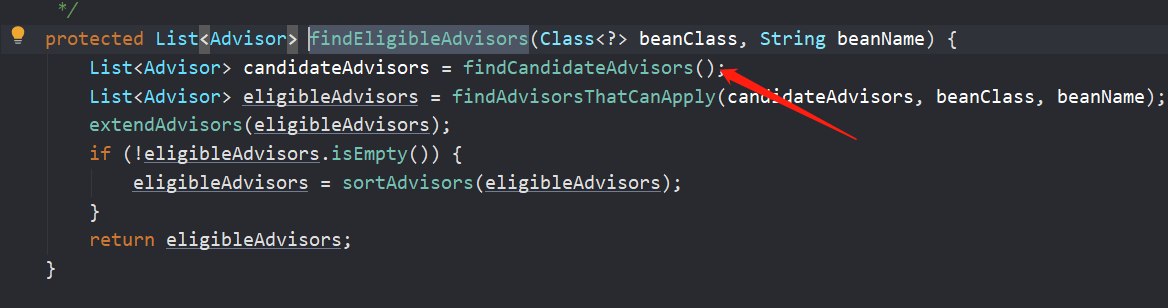 */
protected List<Advisor> findEligibleAdvisors(Class<?> beanClass, String beanName) {
List<Advisor> candidateAdvisors = findCandidateAdvisors();
List<Advisor> eligibleAdvisors = findAdvisorsThatCanApply(candidateAdvisors, beanClass, beanName);
extendAdvisors(eligibleAdvisors);
if (!eligibleAdvisors.isEmpty()) {
eligibleAdvisors = sortAdvisors(eligibleAdvisors);
}
return eligibleAdvisors;
}